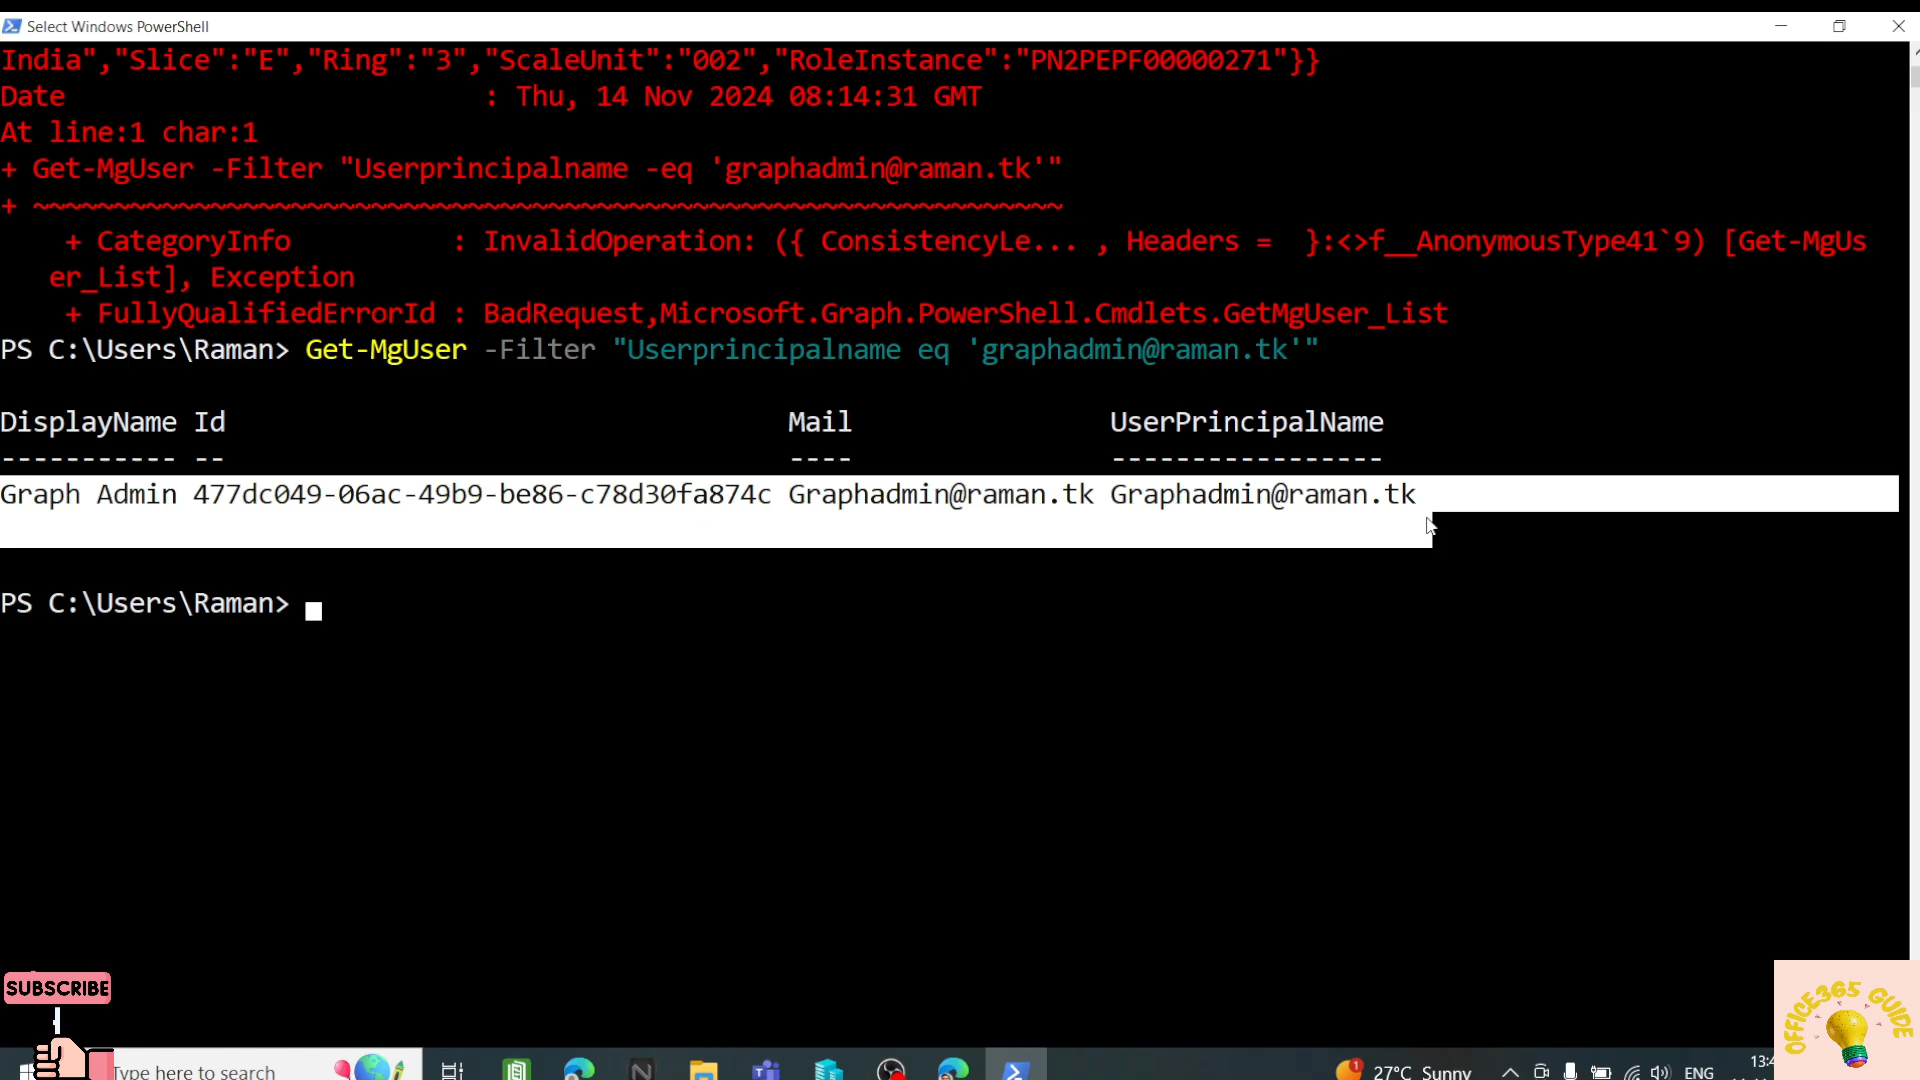 Select Windows PowerShell
India","Slice":"E","Ring":"3","ScaleUnit":"002","RoleInstance":"PN2PEPF00000271"}}
Date                          : Thu, 14 Nov 2024 08:14:31 GMT
At line:1 char:1
+ Get-MgUser -Filter "Userprincipalname -eq 'graphadmin@raman.tk'"
+ ~~~~~~~~~~~~~~~~~~~~~~~~~~~~~~~~~~~~~~~~~~~~~~~~~~~~~~~~~~~~~~~~
    + CategoryInfo          : InvalidOperation: ({ ConsistencyLe... , Headers =  }:<>f__AnonymousType41`9) [Get-MgUs
   er_List], Exception
    + FullyQualifiedErrorId : BadRequest,Microsoft.Graph.PowerShell.Cmdlets.GetMgUser_List
PS C:\Users\Raman> Get-MgUser -Filter "Userprincipalname eq 'graphadmin@raman.tk'"
DisplayName Id                                   Mail                UserPrincipalName
----------- --                                   ----                -----------------
Graph Admin 477dc049-06ac-49b9-be86-c78d30fa874c Graphadmin@raman.tk Graphadmin@raman.tk
PS C:\Users\Raman>
SUBSCRIBE
OFFICE365 GUIDE
Type here to search
1
27°C Sunny
ENG
13:4